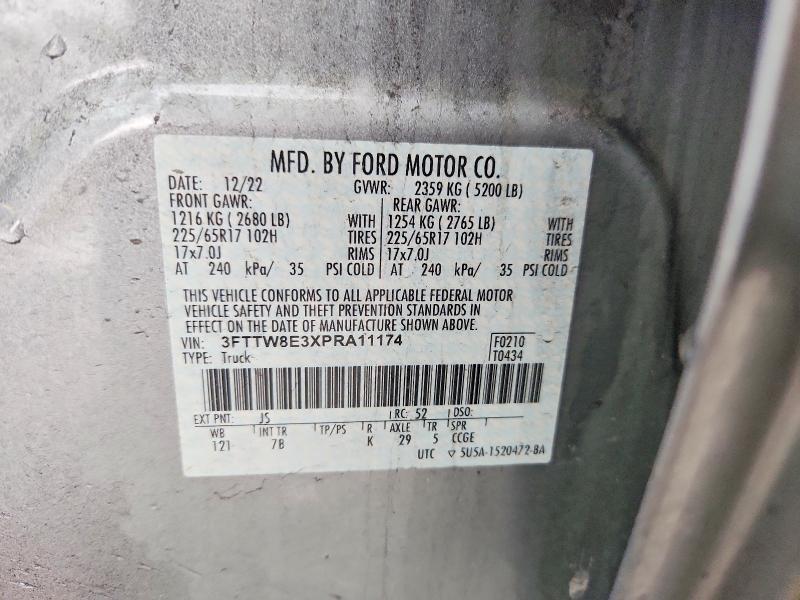 MFD. BY FORD MOTOR CO.
DATE: 12/22 GVWR: 2359 KG ( 5200 LB)
FRONT GAWR: REAR GAWR:
1216 KG ( 2680 LB) WITH 1254 KG ( 2765 LB) WITH
225/65R17 102H TIRES 225/65R17 102H TIRES
17x7.0J RIMS 17x7.0J RIMS
AT 240 kPa/ 35 PSI COLD AT 240 kPa/ 35 PSI COLD
THIS VEHICLE CONFORMS TO ALL APPLICABLE FEDERAL MOTOR
VEHICLE SAFETY AND THEFT PREVENTION STANDARDS IN
EFFECT ON THE DATE OF MANUFACTURE SHOWN ABOVE.
VIN: 3FTTW8E3XPRA11174 F0210
TYPE: Truck T0434
EXT PNT: JS RC: 52 DSO:
WB INT TR TP/PS R AXLE TR SPR
121 7B K 29 5 CCGE
UTC ▽ 5U5A-1520472-BA